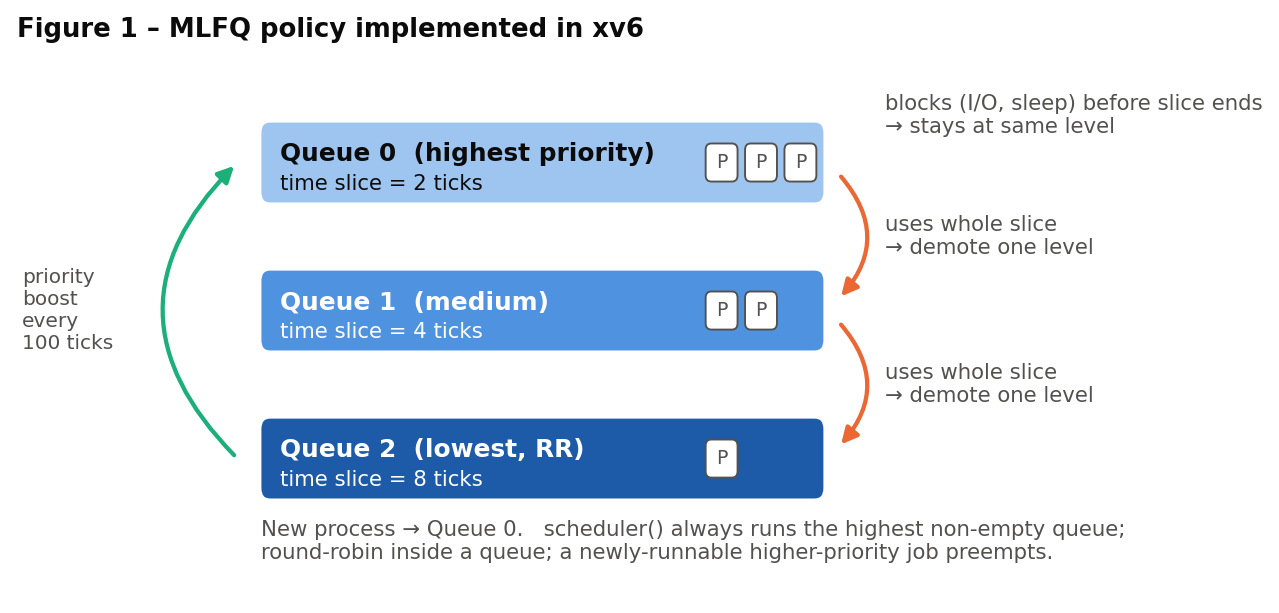 Figure 1 – MLFQ policy implemented in xv6
blocks (I/O, sleep) before slice ends
→ stays at same level
Queue 0  (highest priority)
time slice = 2 ticks
P P P
uses whole slice
→ demote one level
priority
boost
every
100 ticks
Queue 1  (medium)
time slice = 4 ticks
P P
uses whole slice
→ demote one level
Queue 2  (lowest, RR)
time slice = 8 ticks
P
New process → Queue 0.   scheduler() always runs the highest non-empty queue;
round-robin inside a queue; a newly-runnable higher-priority job preempts.